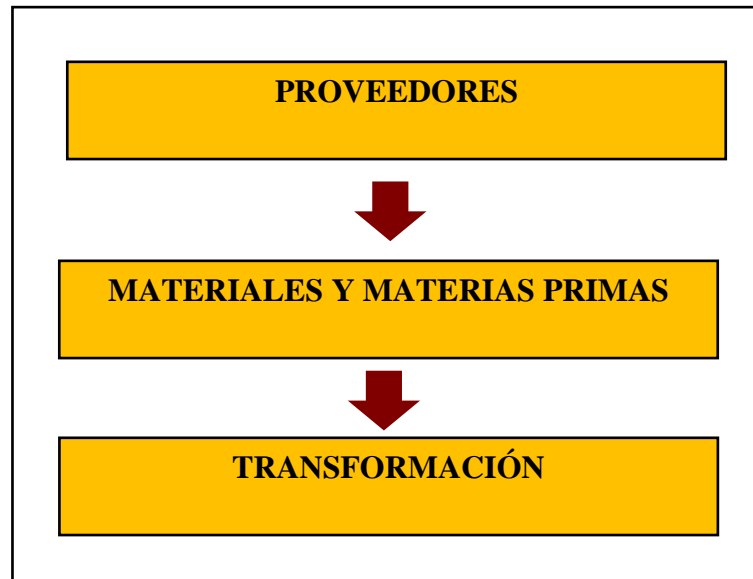 PROVEEDORES
MATERIALES Y MATERIAS PRIMAS
TRANSFORMACIÓN